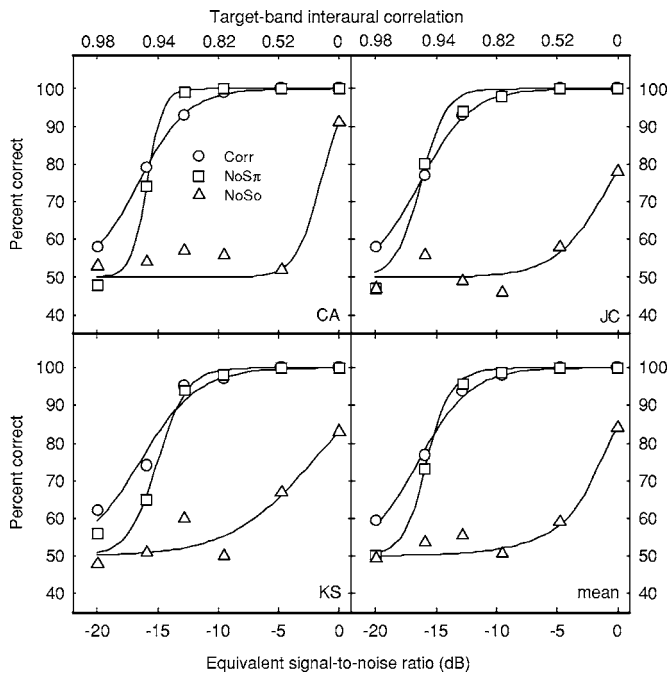 Target-band interaural correlation
0.98 0.94 0.82 0.52 0 0.98 0.94 0.82 0.52 0
Percent correct
100
90
80
70
60
50
40
Corr
NoSπ
NoSo
CA
JC
100
90
80
70
60
50
40
Percent correct
100
90
80
70
60
50
40
KS
mean
100
90
80
70
60
50
40
-20 -15 -10 -5 0 -20 -15 -10 -5 0
Equivalent signal-to-noise ratio (dB)